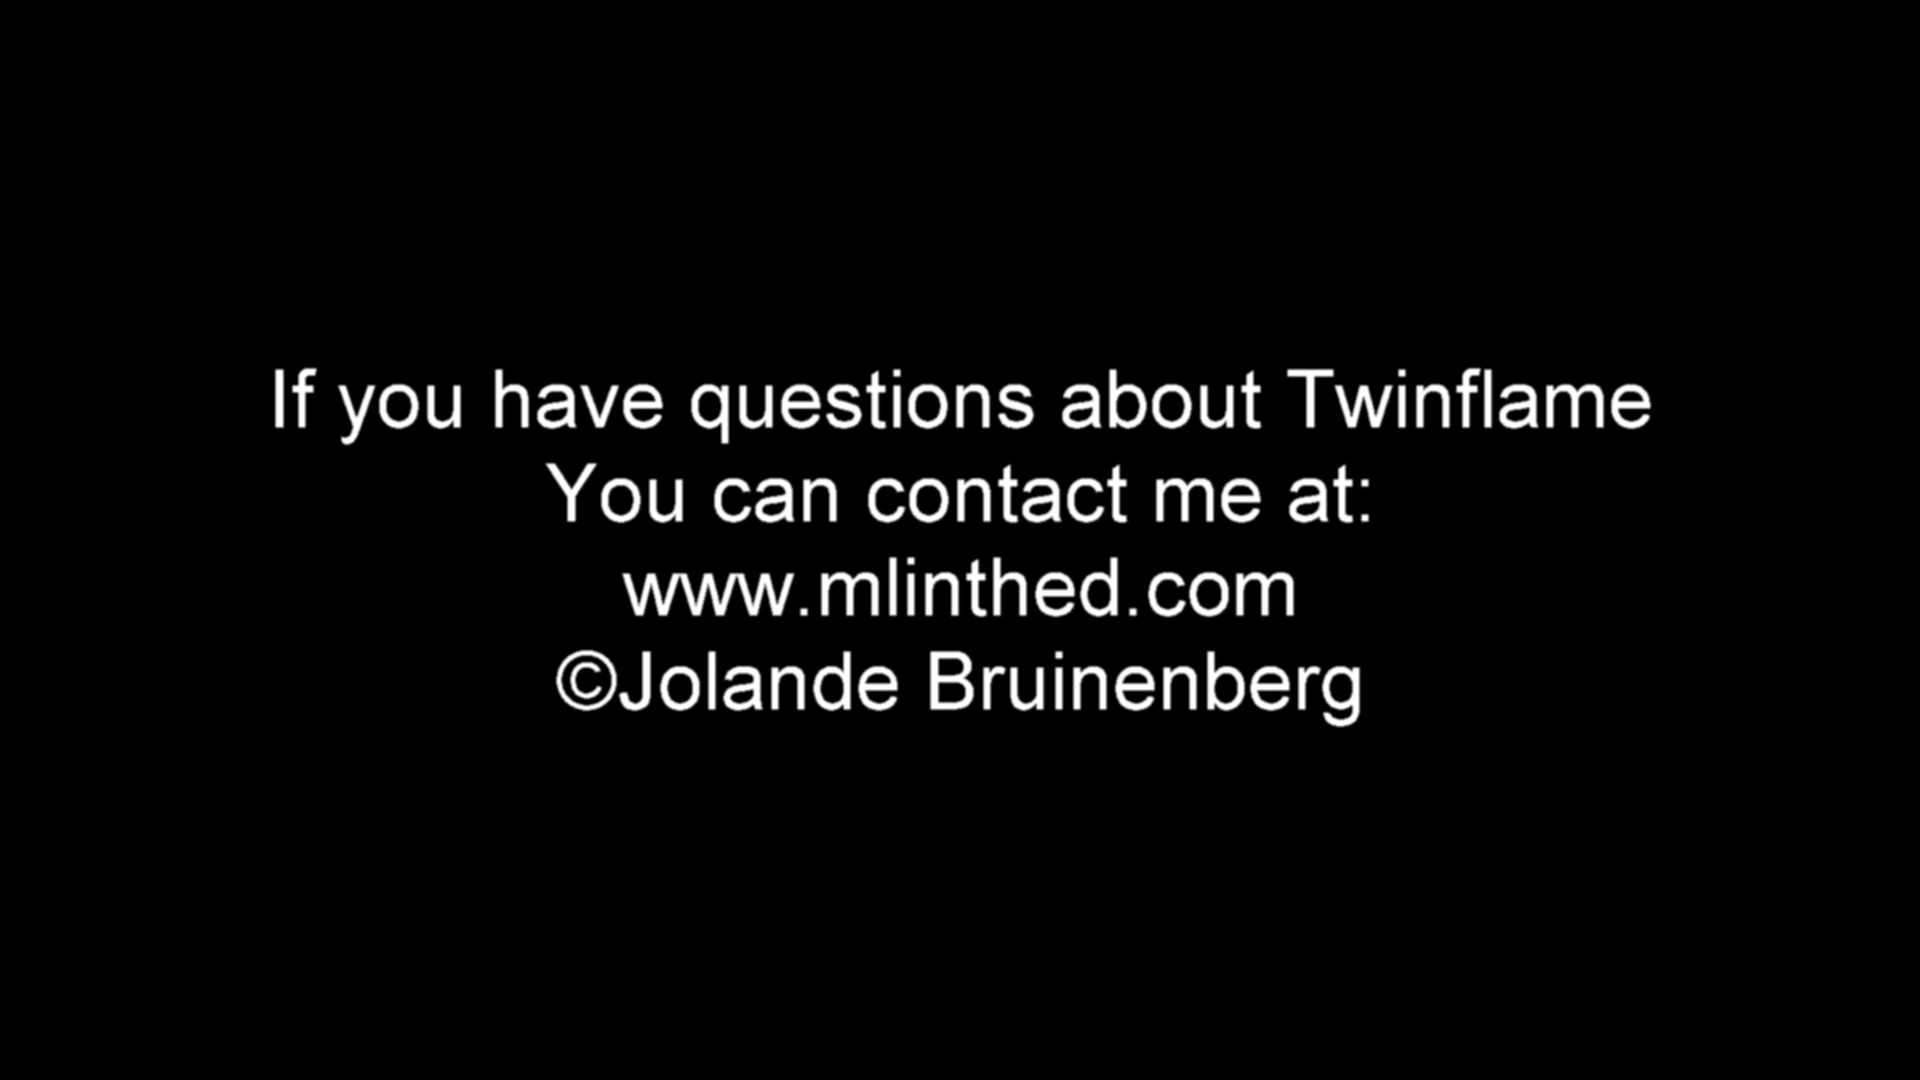 If you have questions about Twinflame
You can contact me at:
www.mlinthed.com
©Jolande Bruinenberg